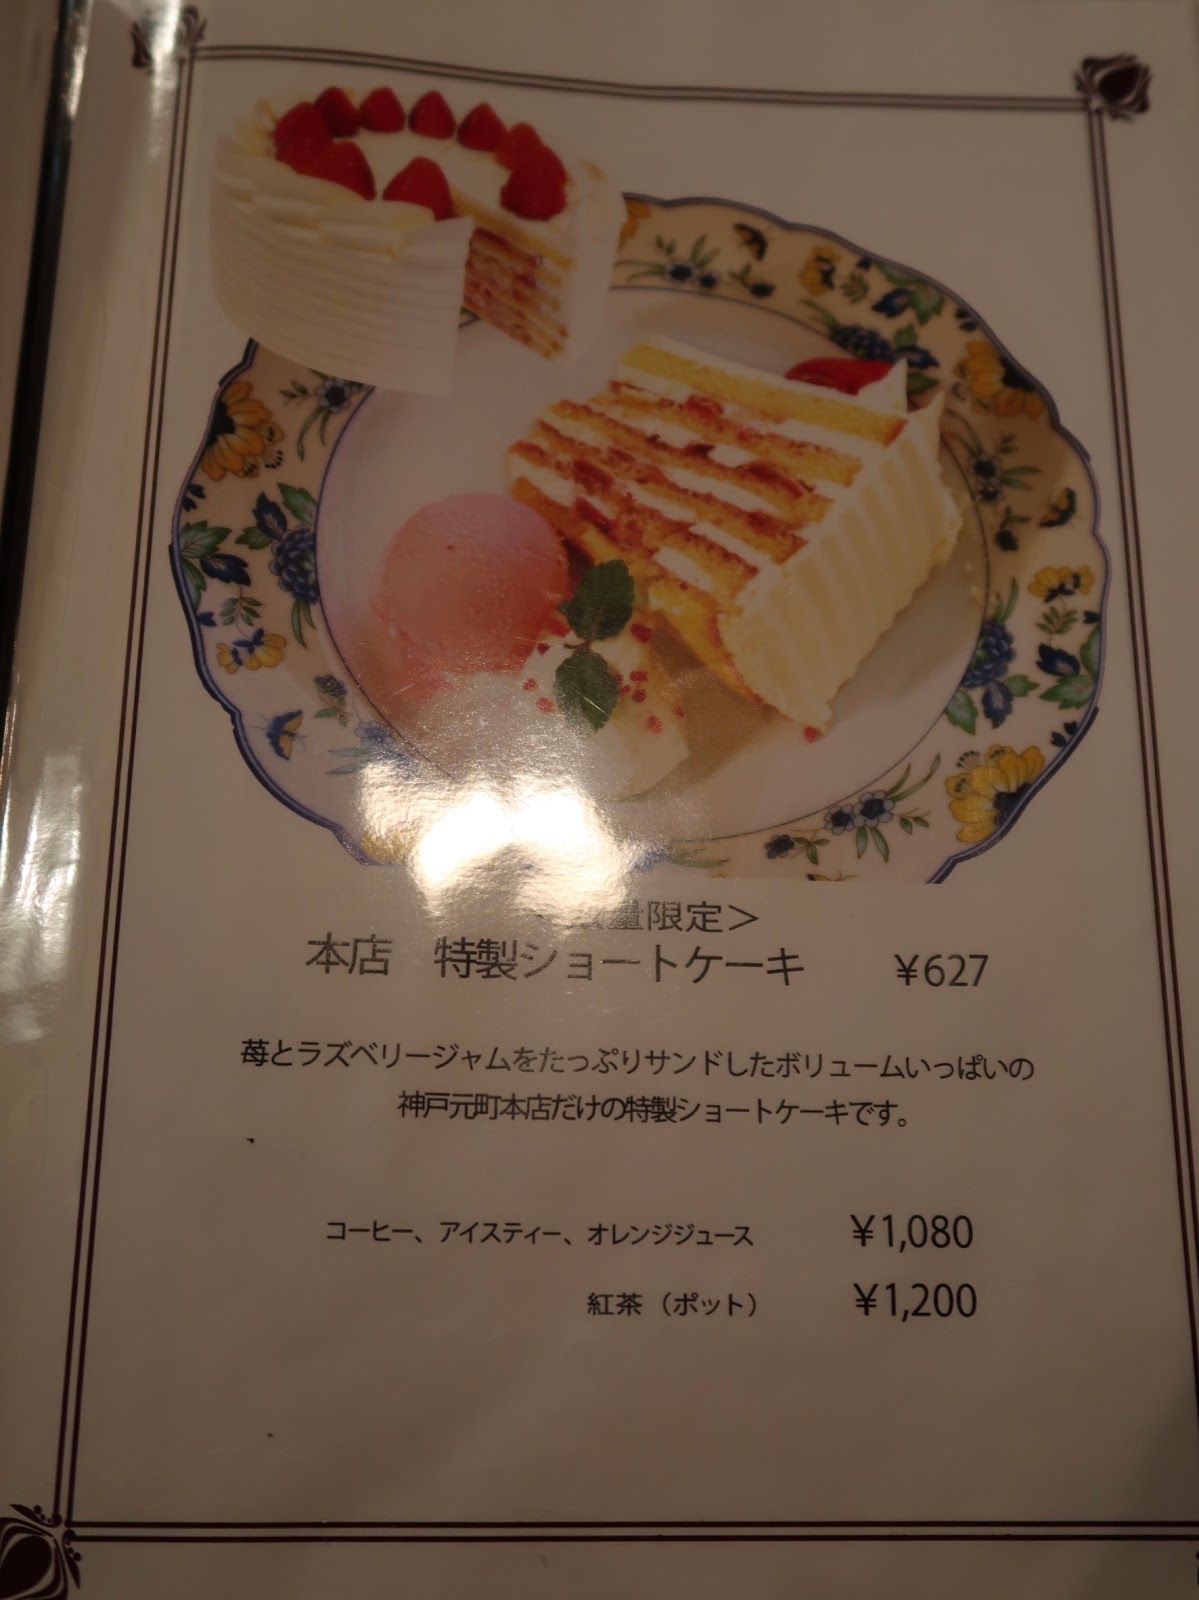 量限定＞
本店　特製ショートケーキ　￥627
苺とラズベリージャムをたっぷりサンドしたボリュームいっぱいの
神戸元町本店だけの特製ショートケーキです。
コーヒー、アイスティー、オレンジジュース　￥1,080
紅茶（ポット）　￥1,200